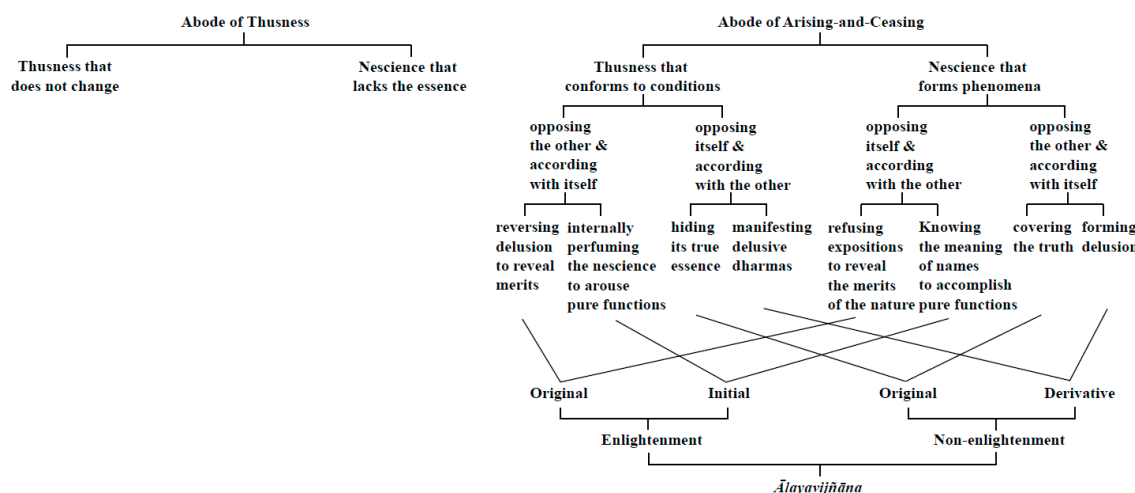 Abode of Thusness
Abode of Arising-and-Ceasing
Thusness that
does not change
Nescience that
lacks the essence
Thusness that
conforms to conditions
Nescience that
forms phenomena
opposing
the other &
according
with itself
opposing
itself &
according
with the other
opposing
itself &
according
with the other
opposing
the other &
according
with itself
reversing
delusion
to reveal
merits
internally
perfuming
the nescience
to arouse
pure functions
hiding
its true
essence
manifesting
delusive
dharmas
refusing
expositions
to reveal
the merits
of the nature
Knowing
the meaning
of names
to accomplish
pure functions
covering
the truth
forming
delusion
Original
Initial
Original
Derivative
Enlightenment
Non-enlightenment
Ālayavijñāna